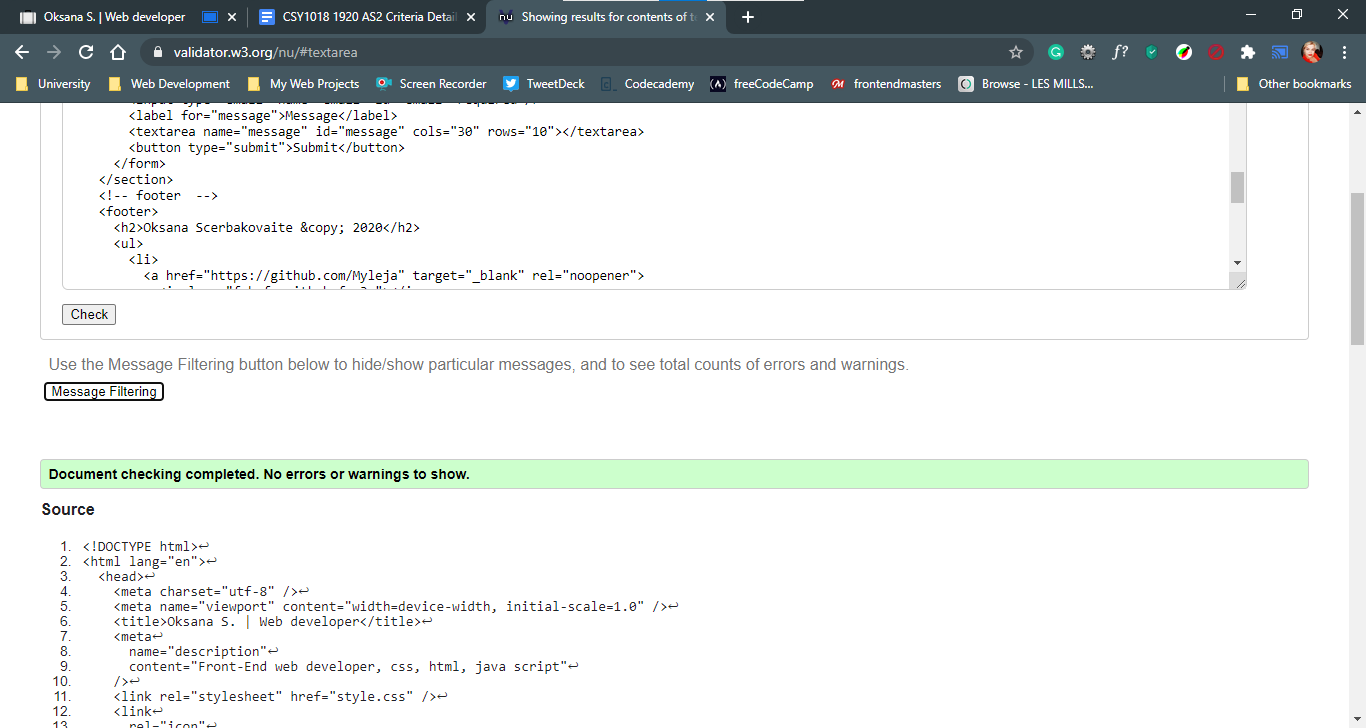 Oksana S. | Web developer
CSY1018 1920 AS2 Criteria Detail
nu Showing results for contents of t
validator.w3.org/nu/#textarea
f?
University
Web Development
My Web Projects
Screen Recorder
TweetDeck
Codecademy
freeCodeCamp
frontendmasters
Browse - LES MILLS...
Other bookmarks
<label for="message">Message</label>
<textarea name="message" id="message" cols="30" rows="10"></textarea>
<button type="submit">Submit</button>
</form>
</section>
<!-- footer  -->
<footer>
<h2>Oksana Scerbakovaite &copy; 2020</h2>
<ul>
<li>
<a href="https://github.com/Myleja" target="_blank" rel="noopener">
Check
Use the Message Filtering button below to hide/show particular messages, and to see total counts of errors and warnings.
Message Filtering
Document checking completed. No errors or warnings to show.
Source
1. <!DOCTYPE html>↩
2. <html lang="en">↩
3. <head>↩
4. <meta charset="utf-8" />↩
5. <meta name="viewport" content="width=device-width, initial-scale=1.0" />↩
6. <title>Oksana S. | Web developer</title>↩
7. <meta↩
8. name="description"↩
9. content="Front-End web developer, css, html, java script"↩
10. />↩
11. <link rel="stylesheet" href="style.css" />↩
12. <link↩
13. rel="icon"↩